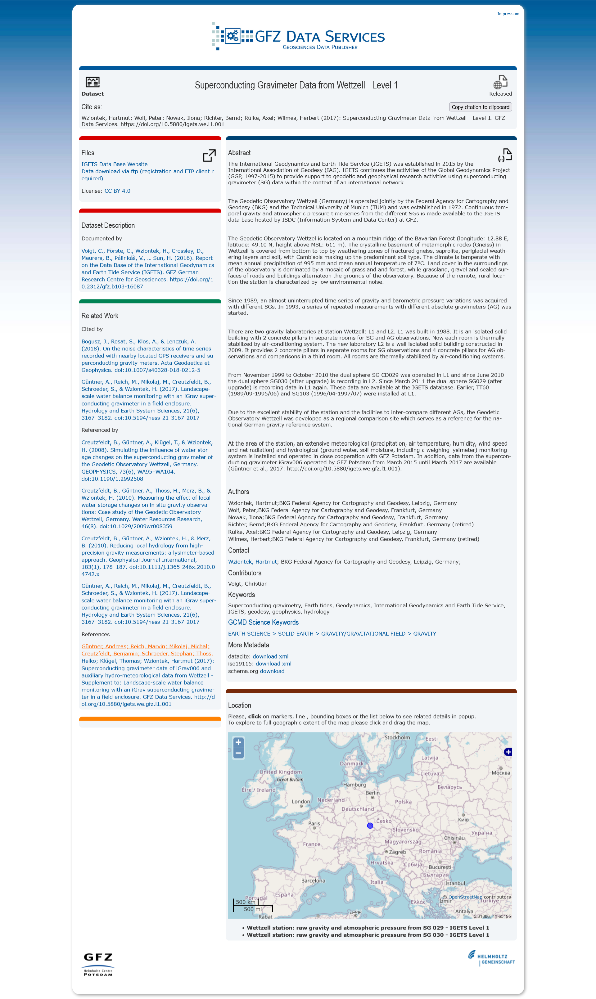 Impressum
GFZ DATA SERVICES
GEOSCIENCES DATA PUBLISHER
Dataset
Superconducting Gravimeter Data from Wettzell - Level 1
Released
Cite as:
Copy citation to clipboard
Wziontek, Hartmut; Wolf, Peter; Nowak, Ilona; Richter, Bernd; Rülke, Axel; Wilmes, Herbert (2017): Superconducting Gravimeter Data from Wettzell - Level 1. GFZ
Data Services. https://doi.org/10.5880/igets.we.l1.001
Files
IGETS Data Base Website
Data download via ftp (registration and FTP client r
equired)
License: CC BY 4.0
Dataset Description
Documented by
Voigt, C., Förste, C., Wziontek, H., Crossley, D.,
Meurers, B., Pálinkáš, V., ... Sun, H. (2016). Report
on the Data Base of the International Geodynamics
and Earth Tide Service (IGETS). GFZ German
Research Centre for Geosciences. https://doi.org/1
0.2312/gfz.b103-16087
Related Work
Cited by
Bogusz, J., Rosat, S., Klos, A., & Lenczuk, A.
(2018). On the noise characteristics of time series
recorded with nearby located GPS receivers and su-
perconducting gravity meters. Acta Geodaetica et
Geophysica. doi:10.1007/s40328-018-0212-5
Güntner, A., Reich, M., Mikolaj, M., Creutzfeldt, B.,
Schroeder, S., & Wziontek, H. (2017). Landscape-
scale water balance monitoring with an iGrav super-
conducting gravimeter in a field enclosure.
Hydrology and Earth System Sciences, 21(6),
3167–3182. doi:10.5194/hess-21-3167-2017
Referenced by
Creutzfeldt, B., Güntner, A., Klügel, T., & Wziontek,
H. (2008). Simulating the influence of water stor-
age changes on the superconducting gravimeter of
the Geodetic Observatory Wettzell, Germany.
GEOPHYSICS, 73(6), WA95–WA104.
doi:10.1190/1.2992508
Creutzfeldt, B., Güntner, A., Thoss, H., Merz, B., &
Wziontek, H. (2010). Measuring the effect of local
water storage changes on in situ gravity observa-
tions: Case study of the Geodetic Observatory
Wettzell, Germany. Water Resources Research,
46(8). doi:10.1029/2009wr008359
Creutzfeldt, B., Güntner, A., Wziontek, H., & Merz,
B. (2010). Reducing local hydrology from high-
precision gravity measurements: a lysimeter-based
approach. Geophysical Journal International,
183(1), 178–187. doi:10.1111/j.1365-246x.2010.0
4742.x
Güntner, A., Reich, M., Mikolaj, M., Creutzfeldt, B.,
Schroeder, S., & Wziontek, H. (2017). Landscape-
scale water balance monitoring with an iGrav super-
conducting gravimeter in a field enclosure.
Hydrology and Earth System Sciences, 21(6),
3167–3182. doi:10.5194/hess-21-3167-2017
References
Güntner, Andreas; Reich, Marvin; Mikolaj, Michal;
Creutzfeldt, Benjamin; Schroeder, Stephan; Thoss,
Heiko; Klügel, Thomas; Wziontek, Hartmut (2017):
Superconducting gravimeter data of iGrav006 and
auxiliary hydro-meteorological data from Wettzell -
Supplement to: Landscape-scale water balance
monitoring with an iGrav superconducting gravime-
ter in a field enclosure. GFZ Data Services. http://d
oi.org/10.5880/igets.we.gfz.l1.001
Abstract
The International Geodynamics and Earth Tide Service (IGETS) was established in 2015 by the
International Association of Geodesy (IAG). IGETS continues the activities of the Global Geodynamics Project
(GGP, 1997-2015) to provide support to geodetic and geophysical research activities using superconducting
gravimeter (SG) data within the context of an international network.
The Geodetic Observatory Wettzell (Germany) is operated jointly by the Federal Agency for Cartography and
Geodesy (BKG) and the Technical University of Munich (TUM) and was established in 1972. Continuous tem-
poral gravity and atmospheric pressure time series from the different SGs is made available to the IGETS
data base hosted by ISDC (Information System and Data Center) at GFZ.
The Geodetic Observatory Wettzel is located on a mountain ridge of the Bavarian Forest (longitude: 12.88 E,
latitude: 49.10 N, height above MSL: 611 m). The crystalline basement of metamorphic rocks (Gneiss) in
Wettzell is covered from bottom to top by weathering zones of fractured gneiss, saprolite, periglacial weath-
ering layers and soil, with Cambisols making up the predominant soil type. The climate is temperate with
mean annual precipitation of 995 mm and mean annual temperature of 7°C. Land cover in the surroundings
of the observatory is dominated by a mosaic of grassland and forest, while grassland, gravel and sealed sur-
faces of roads and buildings alternateon the grounds of the observatory. Because of the remote, rural loca-
tion the station is characterized by low environmental noise.
Since 1989, an almost uninterrupted time series of gravity and barometric pressure variations was acquired
with different SGs. In 1993, a series of repeated measurements with different absolute gravimeters (AG) was
started.
There are two gravity laboratories at station Wettzell: L1 and L2. L1 was built in 1988. It is an isolated solid
building with 2 concrete pillars in separate rooms for SG and AG observations. Now each room is thermally
stabilized by air-conditioning system. The new laboratory L2 is a well isolated solid building constructed in
2009. It provides 2 concrete pillars in separate rooms for SG observations and 4 concrete pillars for AG ob-
servations and comparisons in a third room. All rooms are thermally stabilized by air-conditioning systems.
From November 1999 to October 2010 the dual sphere SG CD029 was operated in L1 and since June 2010
the dual sphere SG030 (after upgrade) is recording in L2. Since March 2011 the dual sphere SG029 (after
upgrade) is recording data in L1 again. These data are available at the IGETS database. Earlier, TT60
(1989/09-1995/06) and SG103 (1996/04-1997/07) were installed at L1.
Due to the excellent stability of the station and the facilities to inter-compare different AGs, the Geodetic
Observatory Wettzell was developed as a regional comparison site which serves as a reference for the na-
tional German gravity reference system.
At the area of the station, an extensive meteorological (precipitation, air temperature, humidity, wind speed
and net radiation) and hydrological (ground water, soil moisture, including a weighing lysimeter) monitoring
system is installed and operated in close cooperation with GFZ Potsdam. In addition, data from the supercon-
ducting gravimeter iGrav006 operated by GFZ Potsdam from March 2015 until March 2017 are available
(Güntner et al., 2017: http://doi.org/10.5880/igets.we.gfz.l1.001).
Authors
Wziontek, Hartmut;BKG Federal Agency for Cartography and Geodesy, Leipzig, Germany
Wolf, Peter;BKG Federal Agency for Cartography and Geodesy, Frankfurt, Germany
Nowak, Ilona;BKG Federal Agency for Cartography and Geodesy, Frankfurt, Germany
Richter, Bernd;BKG Federal Agency for Cartography and Geodesy, Frankfurt, Germany (retired)
Rülke, Axel;BKG Federal Agency for Cartography and Geodesy, Leipzig, Germany
Wilmes, Herbert;BKG Federal Agency for Cartography and Geodesy, Frankfurt, Germany (retired)
Contact
Wziontek, Hartmut; BKG Federal Agency for Cartography and Geodesy, Leipzig, Germany;
Contributors
Voigt, Christian
Keywords
Superconducting gravimetry, Earth tides, Geodynamics, International Geodynamics and Earth Tide Service,
IGETS, geodesy, geophysics, hydrology
GCMD Science Keywords
EARTH SCIENCE > SOLID EARTH > GRAVITY/GRAVITATIONAL FIELD > GRAVITY
More Metadata
datacite: download xml
iso19115: download xml
schema.org download
Location
Please, click on markers, line , bounding boxes or the list below to see related details in popup.
To explore to full geographic extent of the map please click and drag the map.
+
−
Stockholm
Eesti
Latvija
Danmark
United Kingdom
Great Britain
Lietuva
Москва
Hamburg
Éire / Ireland
Беларусь
Berlin
London
Nederland
Polska
Deutschland
Київ
Paris
Česko
Slovensko
Україна
France
Magyarország
Chișinău
Zagreb
România
Hrvatska
Србија
București
България
Barcelona
Italia
İstanbul
Portugal
España
© OpenStreetMap contributors
500 km
Ελλάς
İzmir
Türkiye
500 mi
تونس
Antalya
Rabat
5.31886, 41.65195
• Wettzell station: raw gravity and atmospheric pressure from SG 029 - IGETS Level 1
• Wettzell station: raw gravity and atmospheric pressure from SG 030 - IGETS Level 1
GFZ
Helmholtz Centre
POTSDAM
HELMHOLTZ
GEMEINSCHAFT